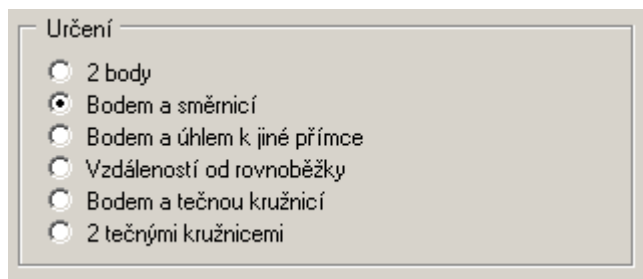 Určení
2 body
Bodem a směrnicí
Bodem a úhlem k jiné přímce
Vzdáleností od rovnoběžky
Bodem a tečnou kružnicí
2 tečnými kružnicemi